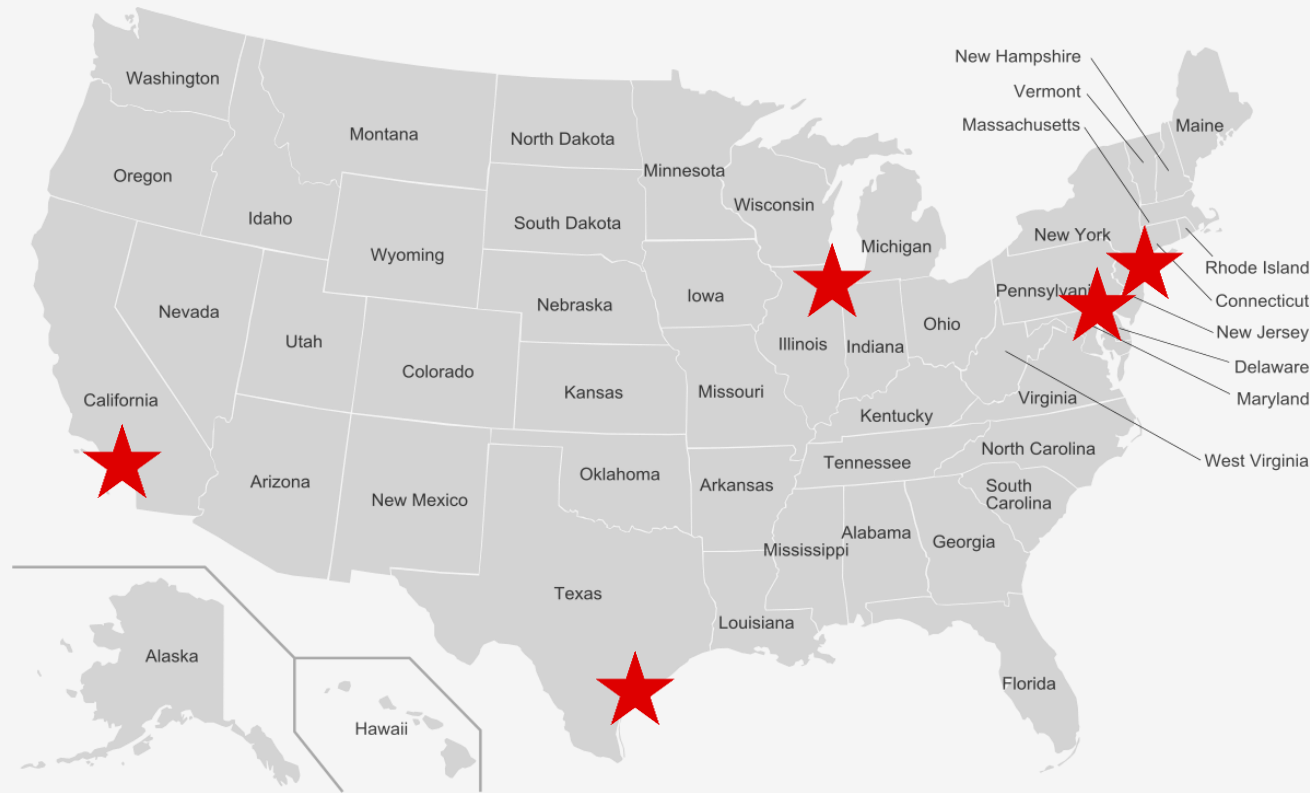 New Hampshire
Vermont
Massachusetts
Maine
Washington
Montana
North Dakota
Minnesota
Oregon
Idaho
Wisconsin
South Dakota
Wyoming
Michigan
New York
Rhode Island
Nevada
Nebraska
Iowa
Pennsylvani
Connecticut
New Jersey
Utah
Colorado
Illinois
Indiana
Ohio
Delaware
California
Kansas
Missouri
Kentucky
Virginia
Maryland
Arizona
New Mexico
Oklahoma
Arkansas
Tennessee
North Carolina
West Virginia
South
Carolina
Mississippi
Alabama
Georgia
Texas
Louisiana
Alaska
Hawaii
Florida